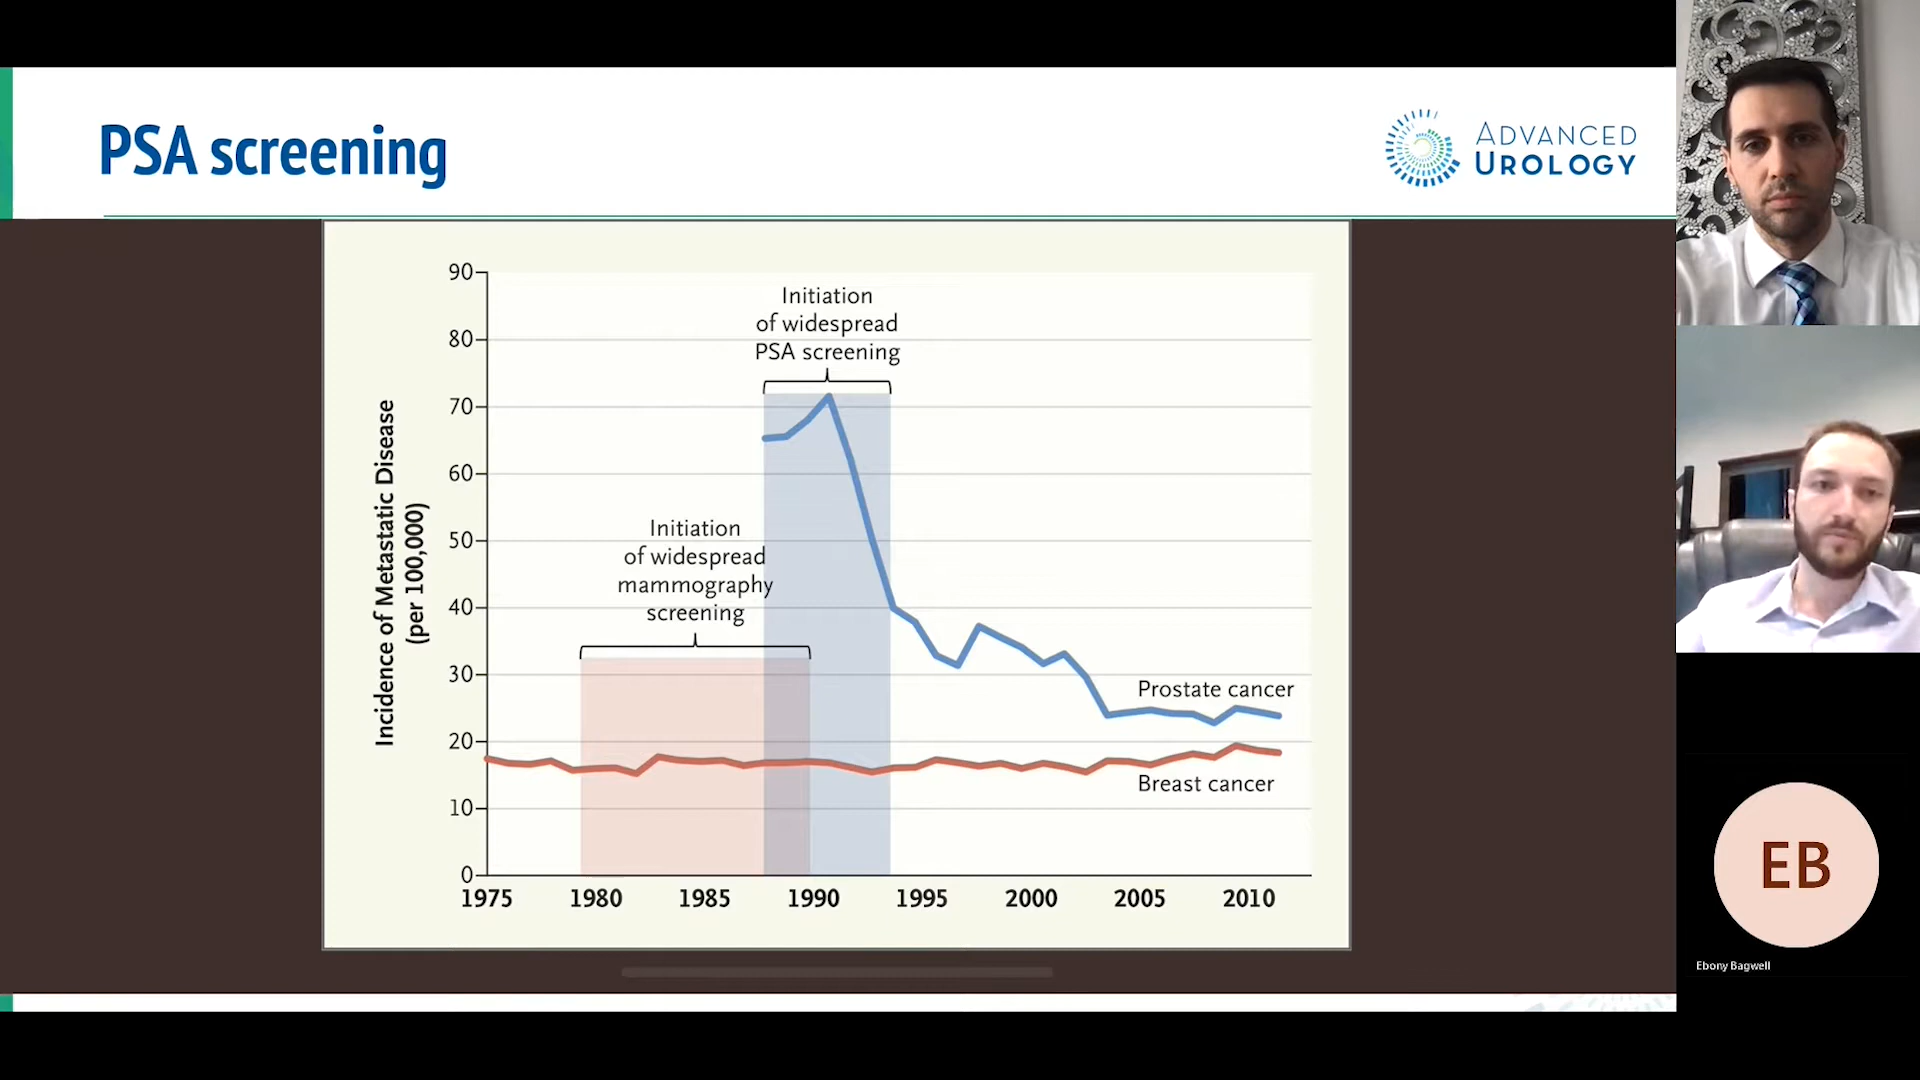 PSA screening
ADVANCED
UROLOGY
90
80
70
60
50
40
30
20
10
0
Incidence of Metastatic Disease
(per 100,000)
Initiation
of widespread
PSA screening
Initiation
of widespread
mammography
screening
Prostate cancer
Breast cancer
1975 1980 1985 1990 1995 2000 2005 2010
EB
Ebony Bagwell